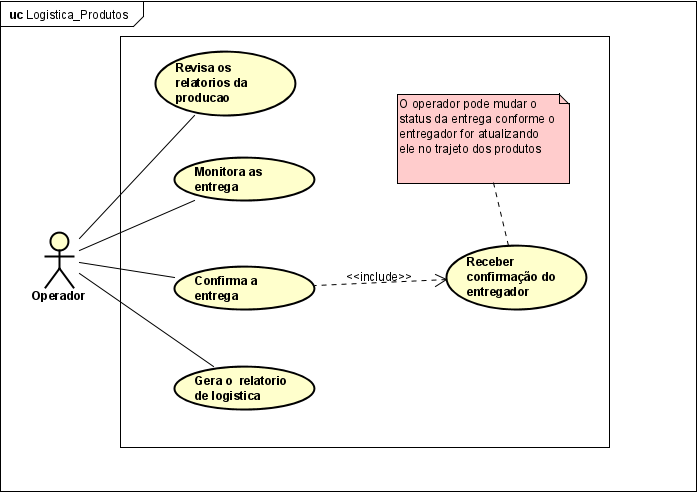 uc Logistica_Produtos
Revisa os
relatorios da
producao
O operador pode mudar o
status da entrega conforme o
entregador for atualizando
ele no trajeto dos produtos
Monitora as
entrega
Operador
Confirma a
entrega
<<include>>
Receber
confirmação do
entregador
Gera o relatorio
de logistica